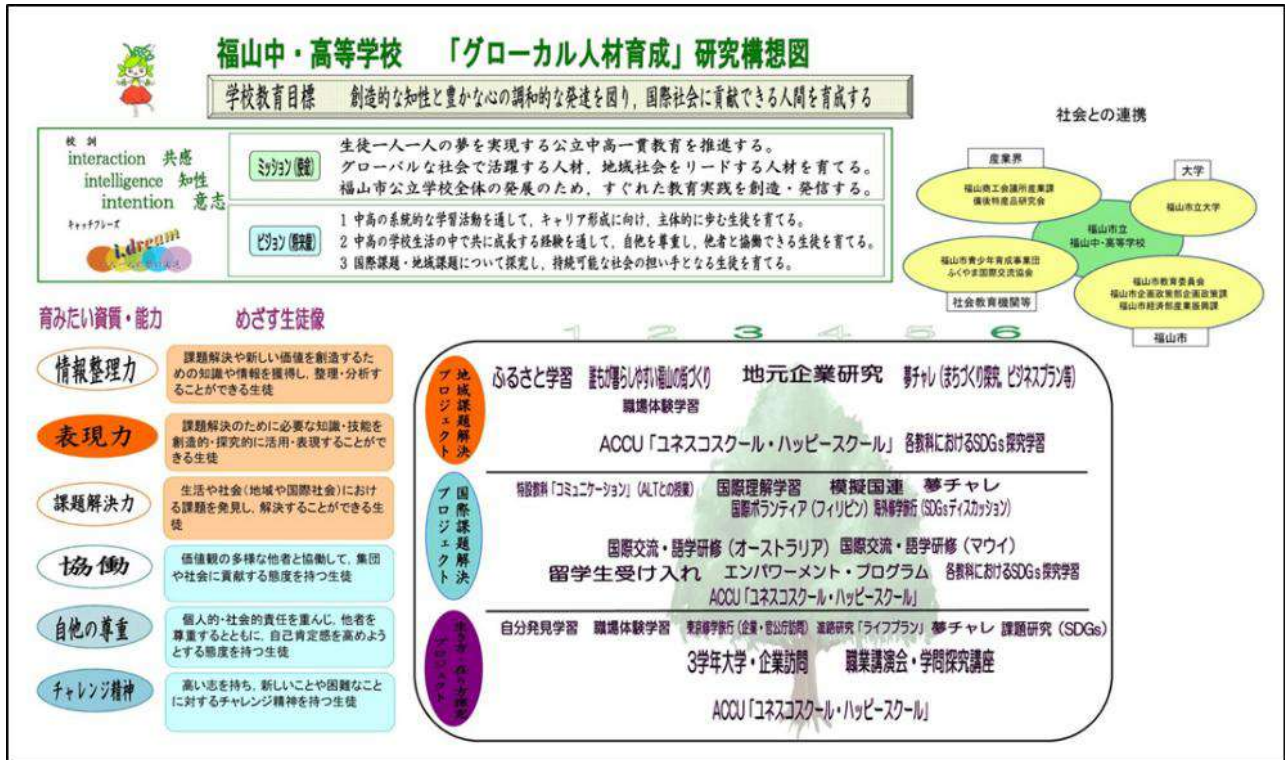 福山中・高等学校　「グローカル人材育成」研究構想図
学校教育目標　創造的な知性と豊かな心の調和的な発達を図り，国際社会に貢献できる人間を育成する
校訓
interaction 共感
intelligence 知性
intention 意志
キャッチフレーズ
i.dream
ミッション（使命）
生徒一人一人の夢を実現する公立中高一貫教育を推進する。
グローバルな社会で活躍する人材，地域社会をリードする人材を育てる。
福山市公立学校全体の発展のため，すぐれた教育実践を創造・発信する。
ビジョン（将来像）
1 中高の系統的な学習活動を通して，キャリア形成に向け，主体的に歩む生徒を育てる。
2 中高の学校生活の中で共に成長する経験を通して，自他を尊重し，他者と協働できる生徒を育てる。
3 国際課題・地域課題について探究し，持続可能な社会の担い手となる生徒を育てる。
社会との連携
産業界
福山商工会議所産業課
備後特産品研究会
大学
福山市立大学
福山市立
福山中・高等学校
福山市青少年育成事業団
ふくやま国際交流協会
社会教育機関等
福山市教育委員会
福山市企画政策部企画政策課
福山市経済部産業振興課
福山市
育みたい資質・能力
めざす生徒像
情報整理力
課題解決や新しい価値を創造するた
めの知識や情報を獲得し，整理・分析す
ることができる生徒
表現力
課題解決のために必要な知識・技能を
創造的・探究的に活用・表現することがで
きる生徒
課題解決力
生活や社会（地域や国際社会）におけ
る課題を発見し，解決することができる生
徒
協働
価値観の多様な他者と協働して，集団
や社会に貢献する態度を持つ生徒
自他の尊重
個人的・社会的責任を重んじ，他者を
尊重するとともに，自己肯定感を高めよう
とする態度を持つ生徒
チャレンジ精神
高い志を持ち，新しいことや困難なこと
に対するチャレンジ精神を持つ生徒
1 2 3 4 5 6
地域課題解決
プロジェクト
ふるさと学習　誰もが暮らしやすい福山の街づくり　地元企業研究　夢チャレ（まちづくり探究，ビジネスプラン等）
職場体験学習
ACCU「ユネスコスクール・ハッピースクール」 各教科におけるSDGs探究学習
国際課題解決
プロジェクト
特設教科「コミュニケーション」（ALTとの授業）　国際理解学習　模擬国連　夢チャレ
国際ボランティア（フィリピン） 海外修学旅行（SDGsディスカッション）
国際交流・語学研修（オーストラリア） 国際交流・語学研修（マウイ）
留学生受け入れ　エンパワーメント・プログラム　各教科におけるSDGs探究学習
ACCU「ユネスコスクール・ハッピースクール」
生き方・在り方探究
プロジェクト
自分発見学習　職場体験学習　東京修学旅行（企業・官公庁訪問）　進路研究「ライフプラン」 夢チャレ 課題研究（SDGs）
3学年大学・企業訪問　職業講演会・学問探究講座
ACCU「ユネスコスクール・ハッピースクール」